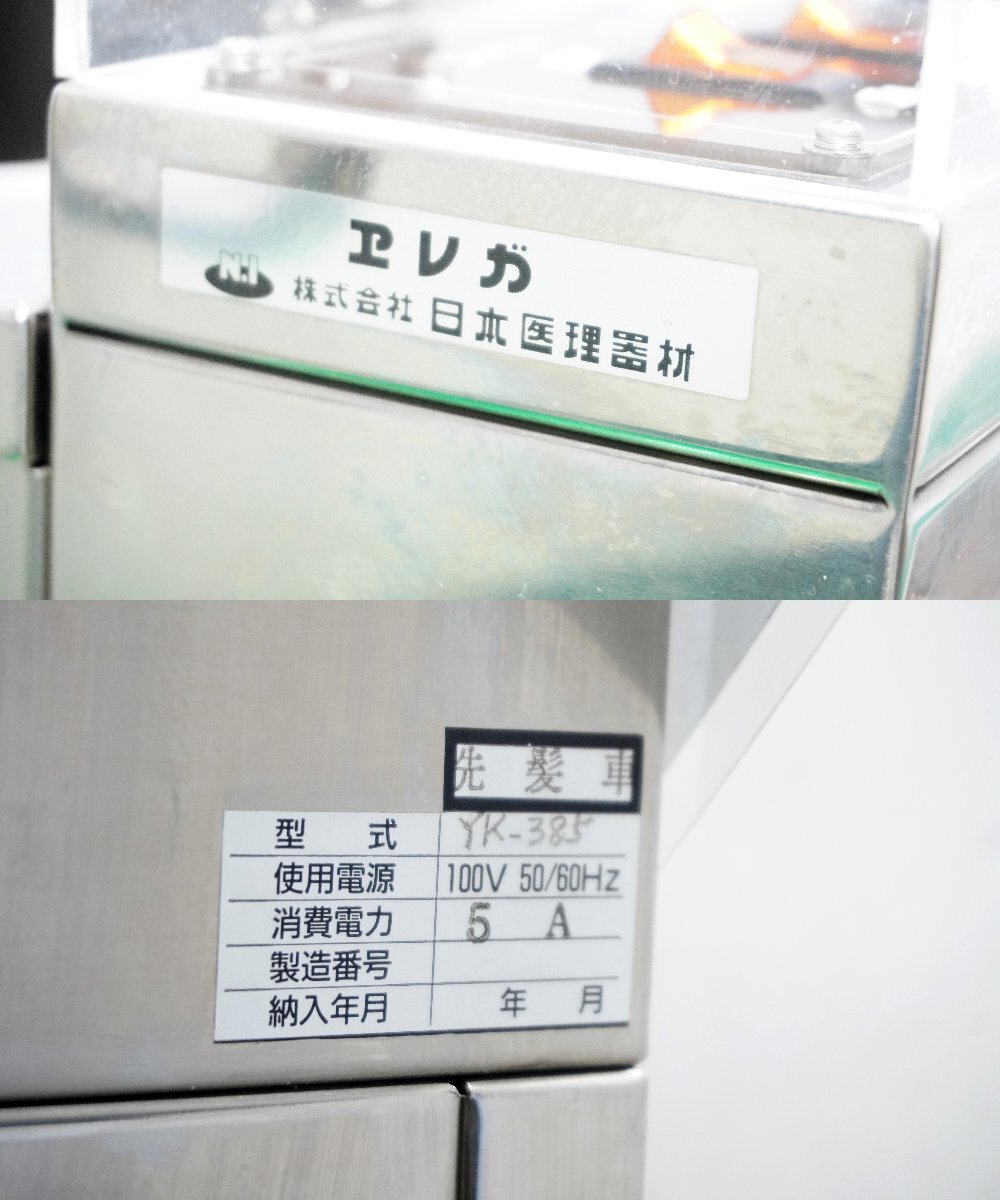 ヱレガ
N・I 株式会社 日本医理器材
先髪車
型式 YK-385
使用電源 100V 50/60Hz
消費電力 5 A
製造番号
納入年月 年 月